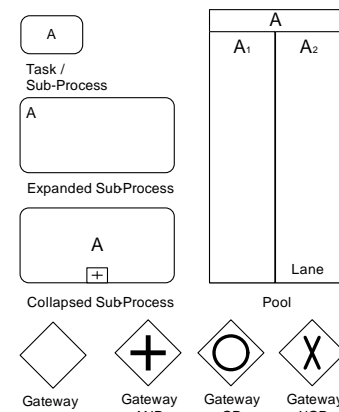 A
Task /
Sub-Process
A
Expanded Sub-Process
A
Collapsed Sub-Process
A
A1 A2
Lane
Pool
Gateway Gateway Gateway Gateway